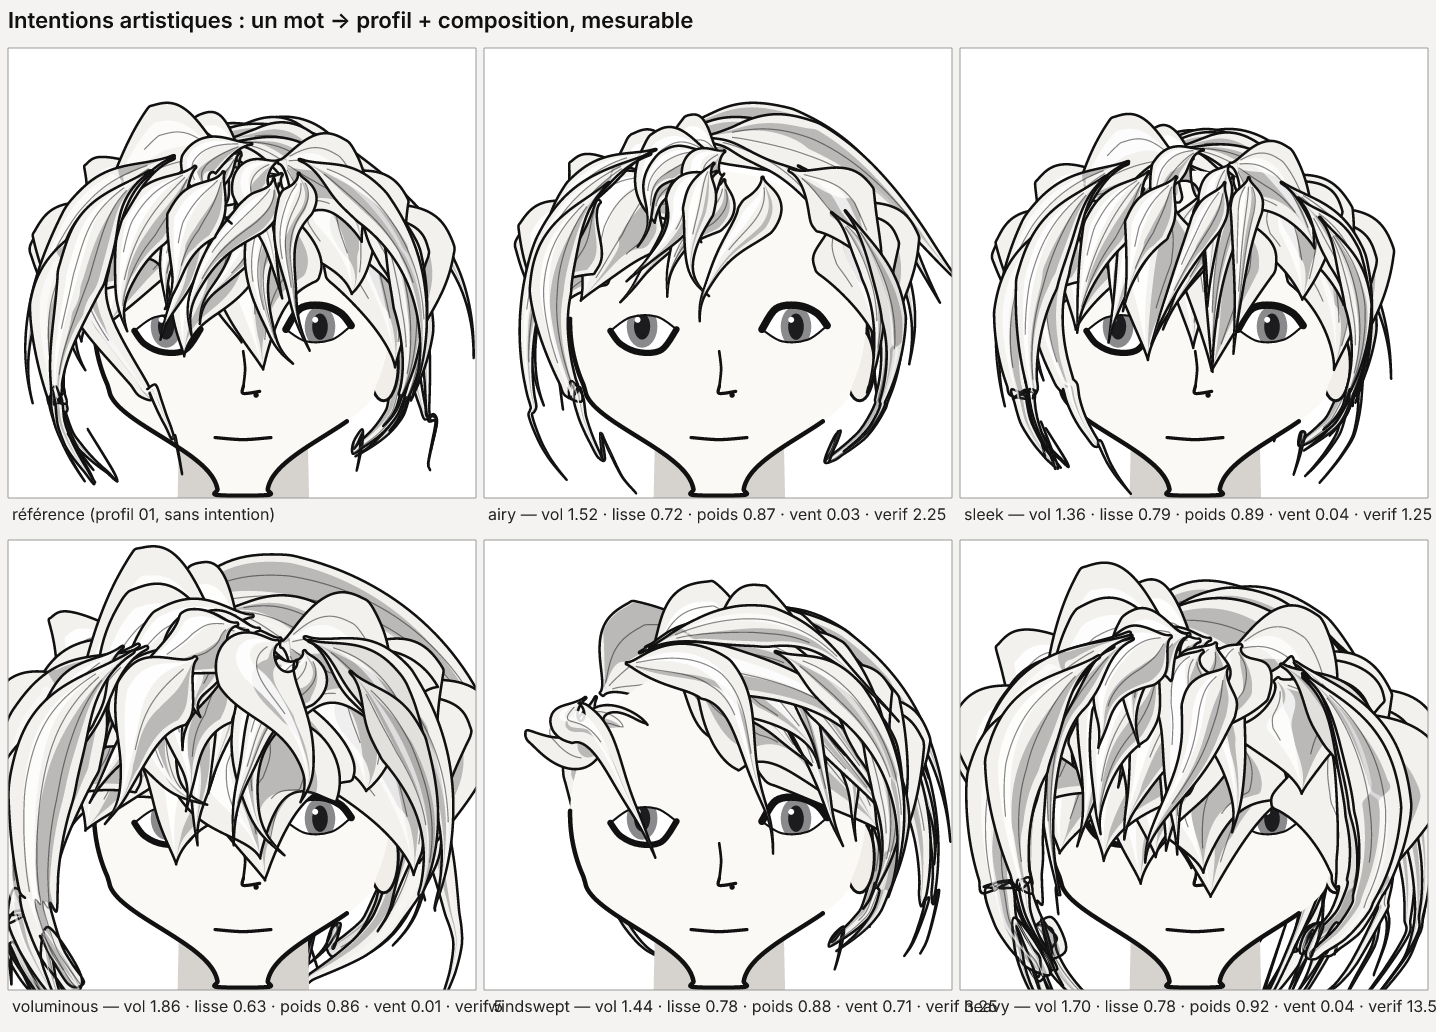 Intentions artistiques : un mot → profil + composition, mesurable
référence (profil 01, sans intention)
airy — vol 1.52 · lisse 0.72 · poids 0.87 · vent 0.03 · verif 2.25
sleek — vol 1.36 · lisse 0.79 · poids 0.89 · vent 0.04 · verif 1.25
voluminous — vol 1.86 · lisse 0.63 · poids 0.86 · vent 0.01 · verif 5
windswept — vol 1.44 · lisse 0.78 · poids 0.88 · vent 0.71 · verif 3.25
heavy — vol 1.70 · lisse 0.78 · poids 0.92 · vent 0.04 · verif 13.5